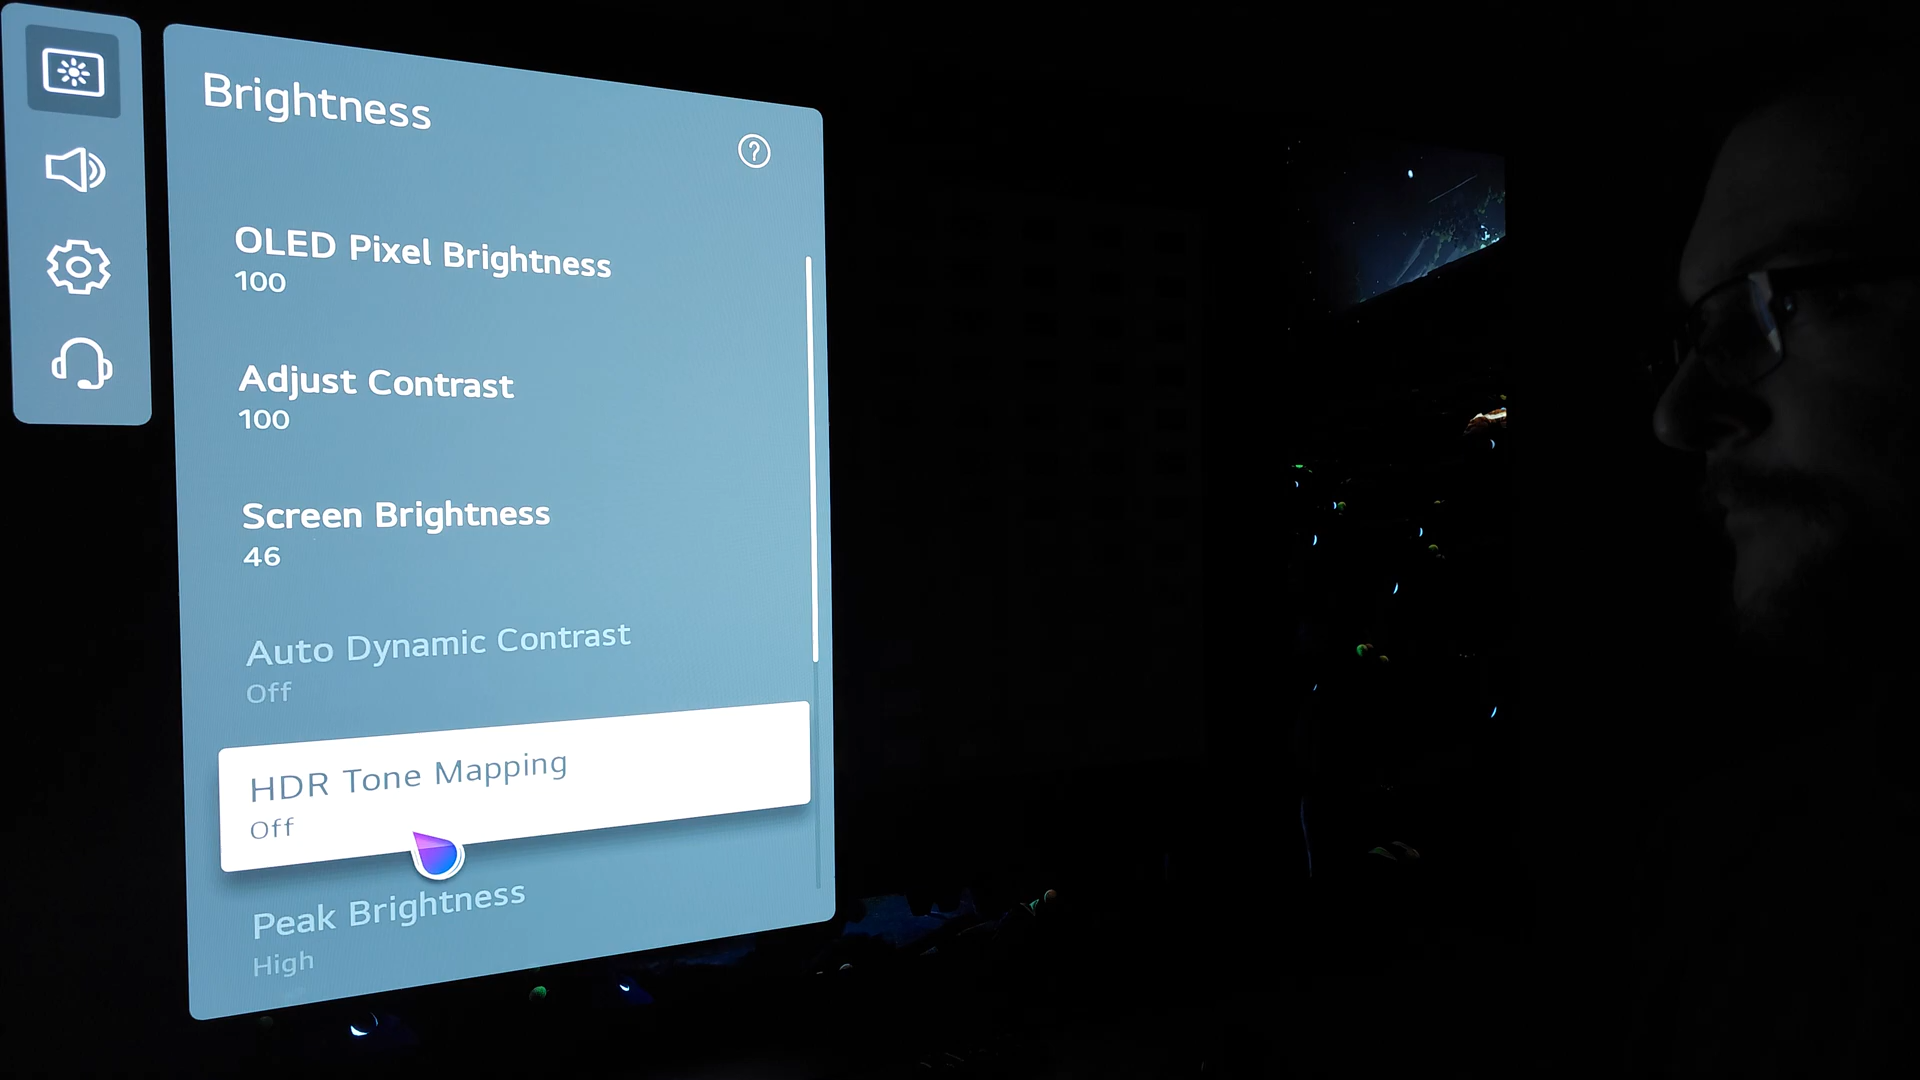 Brightness
?
OLED Pixel Brightness
100
Adjust Contrast
100
Screen Brightness
46
Auto Dynamic Contrast
Off
HDR Tone Mapping
Off
Peak Brightness
High